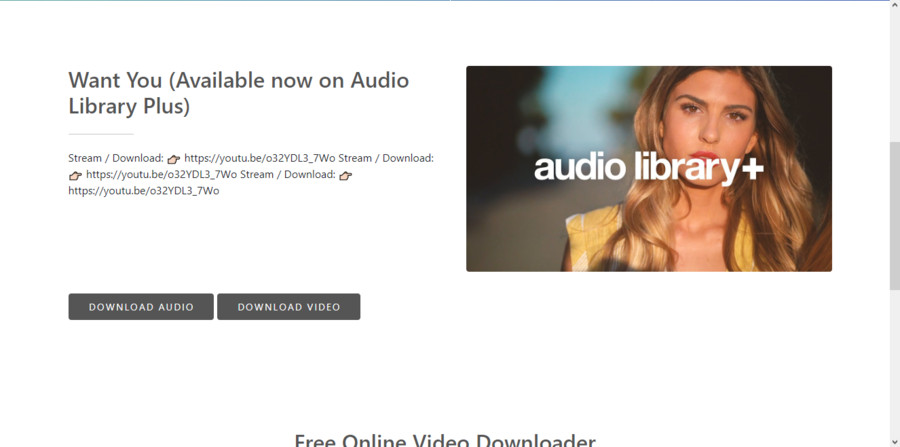 Want You (Available now on Audio
Library Plus)
Stream / Download: 👉🏻 https://youtu.be/o32YDL3_7Wo Stream / Download:
👉🏻 https://youtu.be/o32YDL3_7Wo Stream / Download: 👉🏻
https://youtu.be/o32YDL3_7Wo
audio library+
DOWNLOAD AUDIO DOWNLOAD VIDEO
Free Online Video Downloader